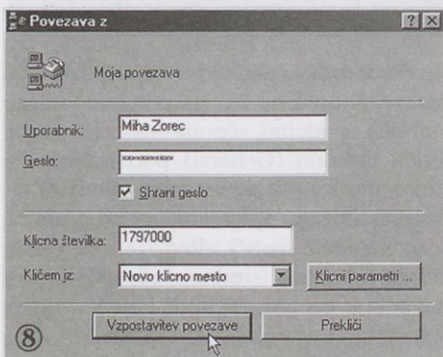 Povezava z
Moja povezava
Uporabnik: Miha Zorec
Geslo: ***********
Shrani geslo
Klicna številka: 1797000
Kličem iz: Novo klicno mesto Klicni parametri ...
Vzpostavitev povezave Prekliči
8